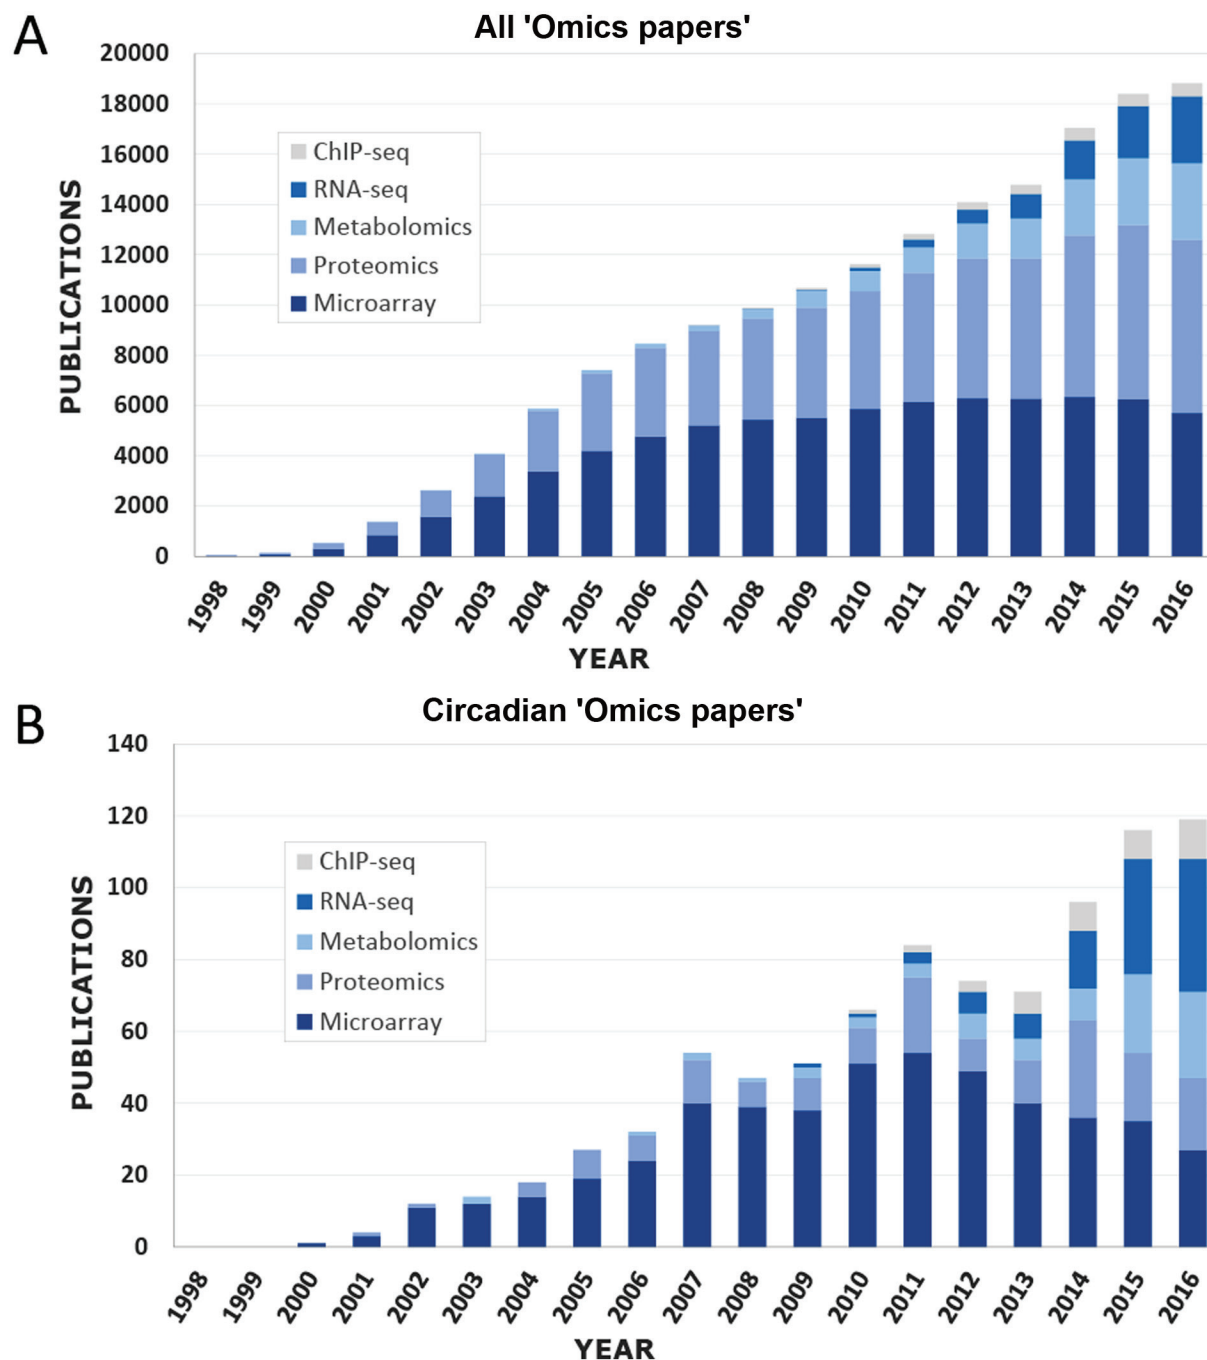 A
All 'Omics papers'
20000
18000
16000
14000
12000
10000
8000
6000
4000
2000
0
PUBLICATIONS
ChIP-seq
RNA-seq
Metabolomics
Proteomics
Microarray
1998 1999 2000 2001 2002 2003 2004 2005 2006 2007 2008 2009 2010 2011 2012 2013 2014 2015 2016
YEAR
B
Circadian 'Omics papers'
140
120
100
80
60
40
20
0
PUBLICATIONS
ChIP-seq
RNA-seq
Metabolomics
Proteomics
Microarray
1998 1999 2000 2001 2002 2003 2004 2005 2006 2007 2008 2009 2010 2011 2012 2013 2014 2015 2016
YEAR